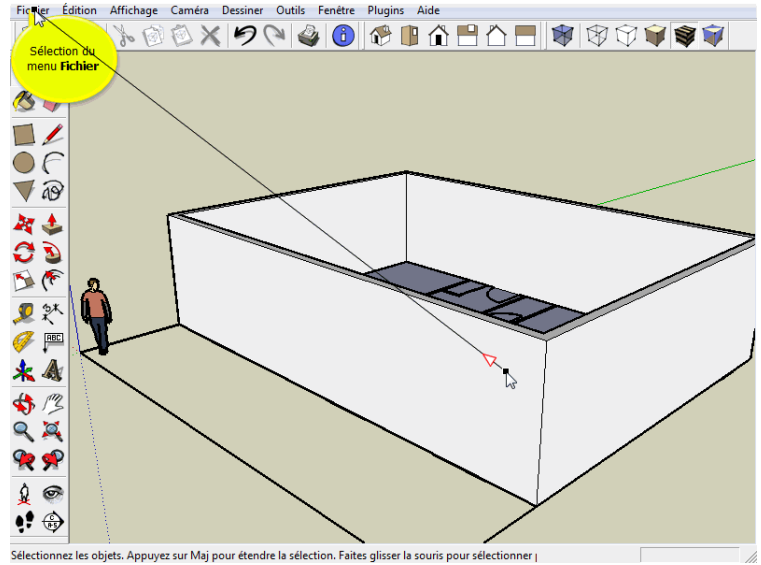 Fichier Édition Affichage Caméra Dessiner Outils Fenêtre Plugins Aide
Sélection du
menu Fichier
ABC
Sélectionnez les objets. Appuyez sur Maj pour étendre la sélection. Faites glisser la souris pour sélectionner